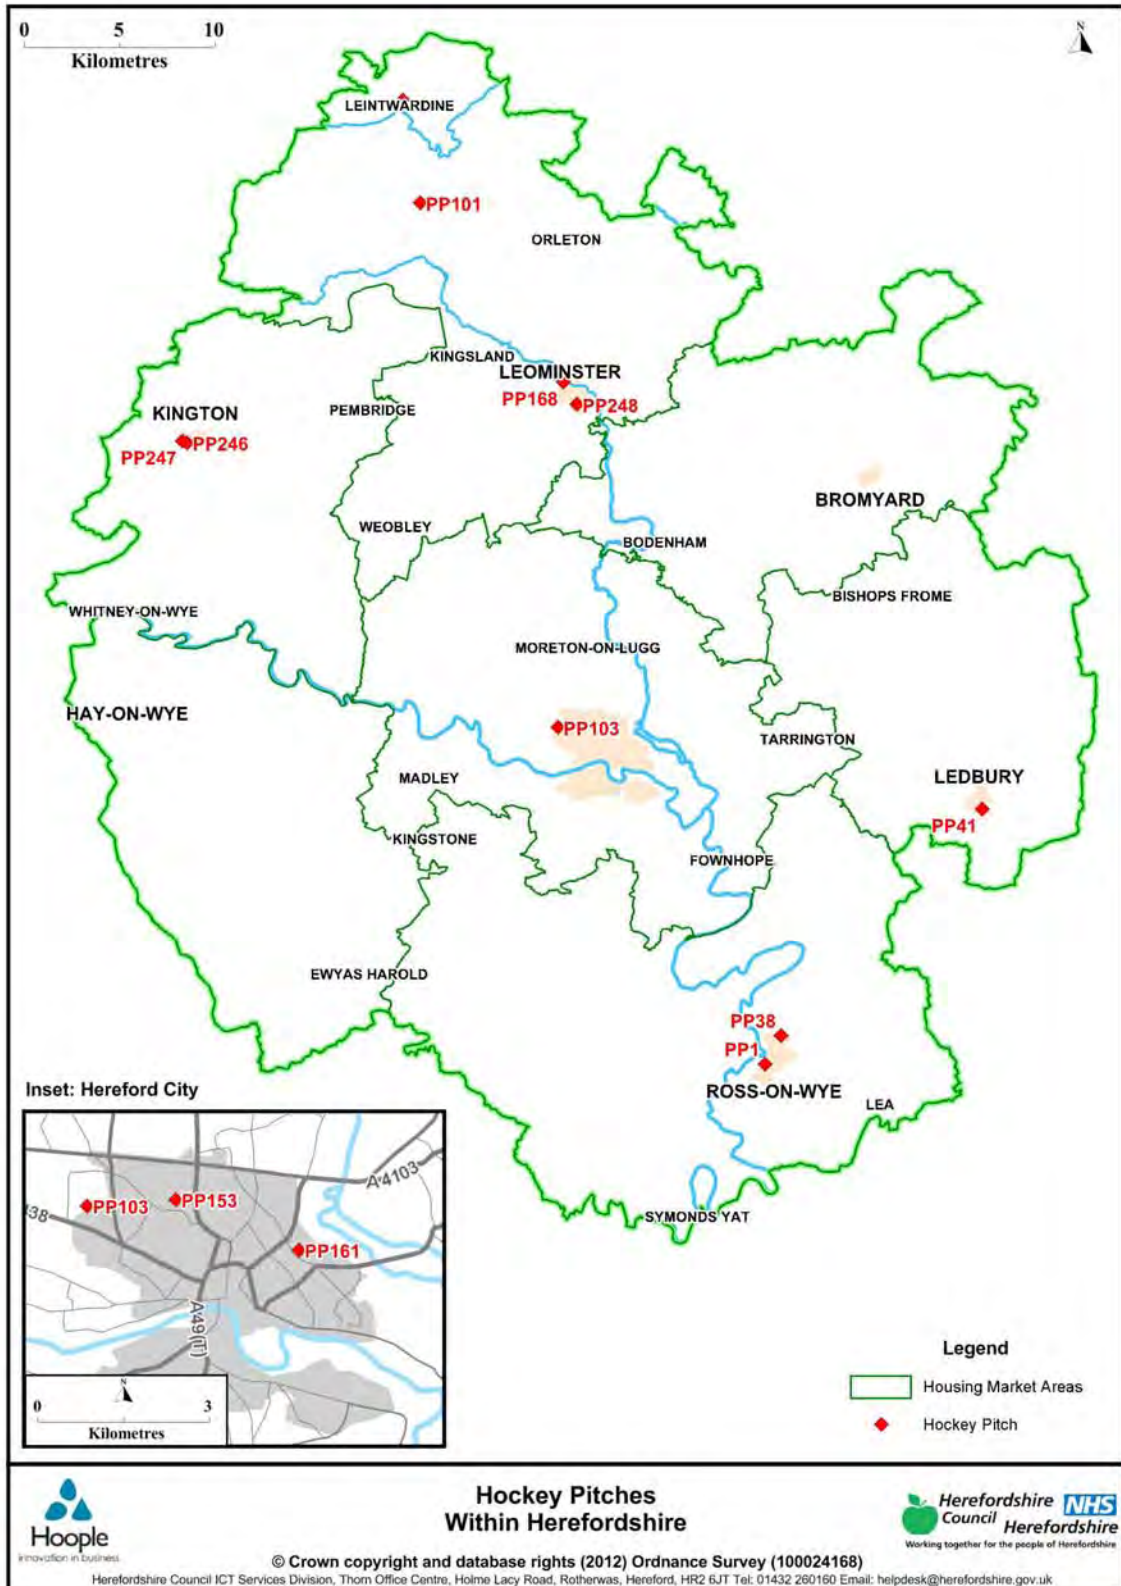 0 5 10
Kilometres
N
LEINTWARDINE
PP101
ORLETON
KINGSLAND
LEOMINSTER
PP168
PP248
PEMBRIDGE
KINGTON
PP246
PP247
BROMYARD
WEOBLEY
BODENHAM
BISHOPS FROME
WHITNEY-ON-WYE
MORETON-ON-LUGG
HAY-ON-WYE
PP103
TARRINGTON
MADLEY
LEDBURY
PP41
KINGSTONE
FOWNHOPE
EWYAS HAROLD
PP38
PP1
ROSS-ON-WYE
LEA
SYMONDS YAT
Inset: Hereford City
A4103
PP103
PP153
38
PP161
A49(T)
N
0 3
Kilometres
Legend
Housing Market Areas
Hockey Pitch
Hoople
innovation in business
Hockey Pitches
Within Herefordshire
Herefordshire
Council
NHS
Herefordshire
Working together for the people of Herefordshire
© Crown copyright and database rights (2012) Ordnance Survey (100024168)
Herefordshire Council ICT Services Division, Thorn Office Centre, Holme Lacy Road, Rotherwas, Hereford, HR2 6JT Tel: 01432 260160 Email: helpdesk@herefordshire.gov.uk